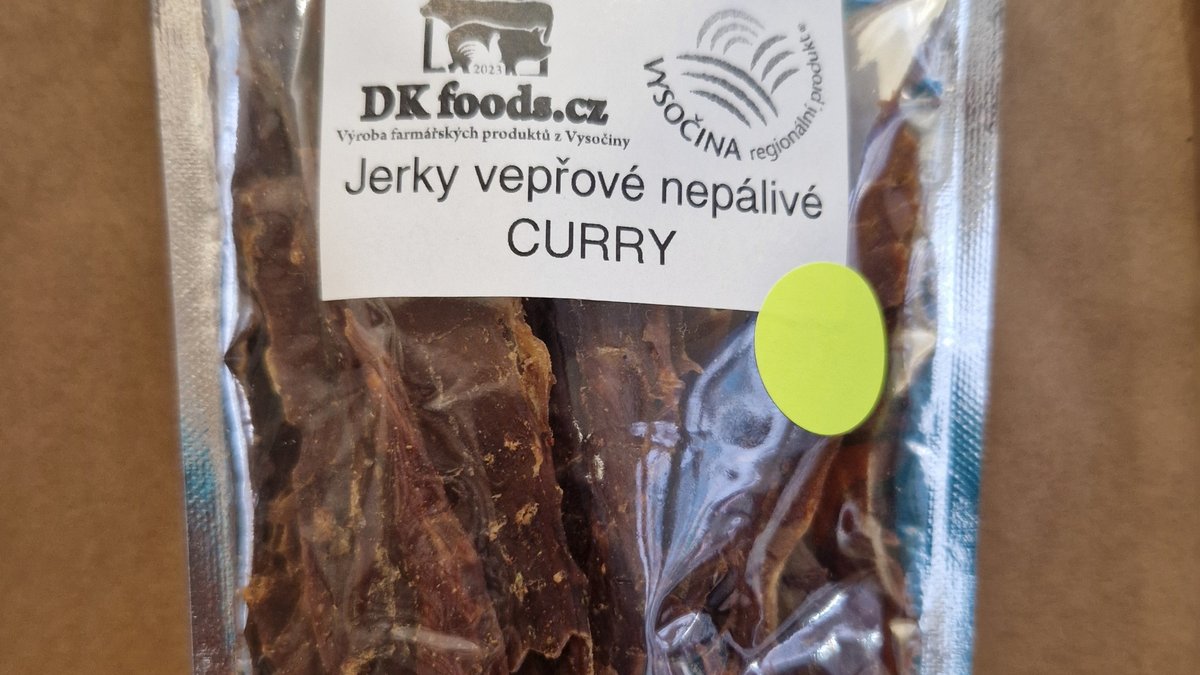 2023
DK foods.cz
Výroba farmářských produktů z Vysočiny
VYSOČINA
regionální produkt®
Jerky vepřové nepálivé
CURRY